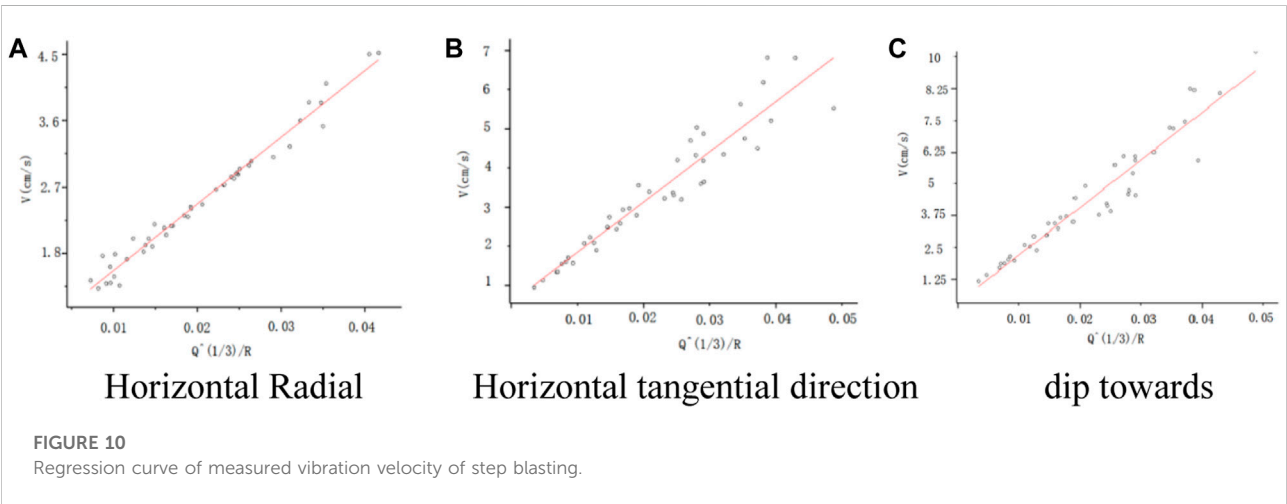 A
V(cm/s)
4.5
3.6
2.7
1.8
0.01 0.02 0.03 0.04
Q^(1/3)/R
Horizontal Radial
B
V(cm/s)
7
6
5
4
3
2
1
0.01 0.02 0.03 0.04 0.05
Q^(1/3)/R
Horizontal tangential direction
C
V(cm/s)
10
8.25
7.5
6.25
5
3.75
2.5
1.25
0.01 0.02 0.03 0.04 0.05
Q^(1/3)/R
dip towards
FIGURE 10
Regression curve of measured vibration velocity of step blasting.